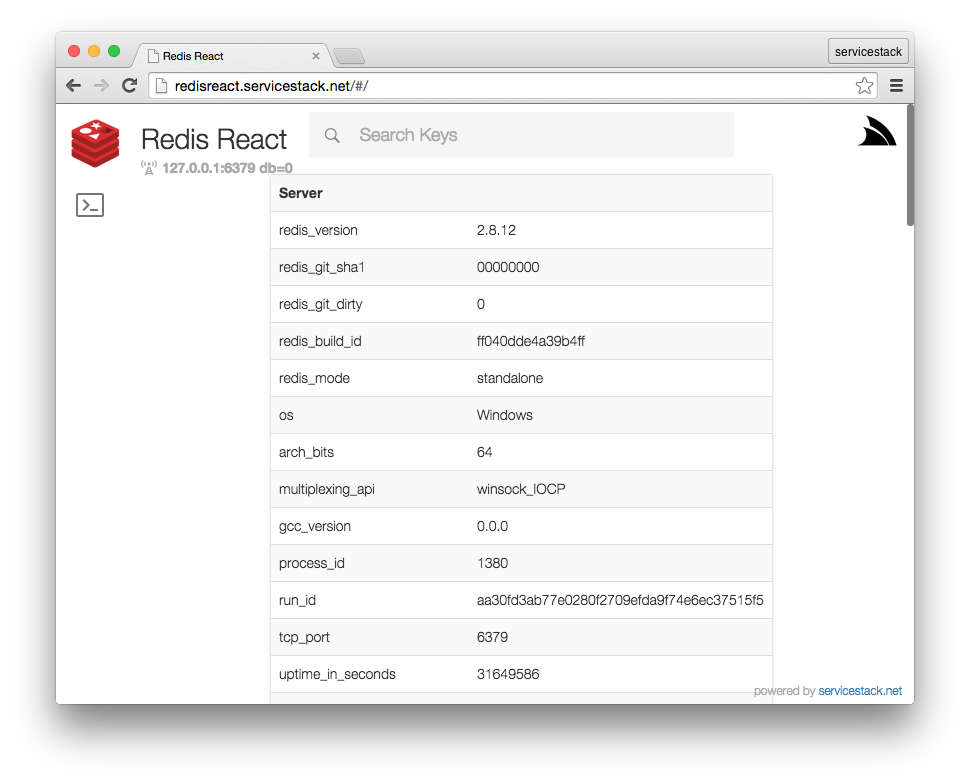 Redis React
servicestack
redisreact.servicestack.net/#/
Redis React
Search Keys
127.0.0.1:6379 db=0
Server
redis_version 2.8.12
redis_git_sha1 00000000
redis_git_dirty 0
redis_build_id ff040dde4a39b4ff
redis_mode standalone
os Windows
arch_bits 64
multiplexing_api winsock_IOCP
gcc_version 0.0.0
process_id 1380
run_id aa30fd3ab77e0280f2709efda9f74e6ec37515f5
tcp_port 6379
uptime_in_seconds 31649586
powered by servicestack.net